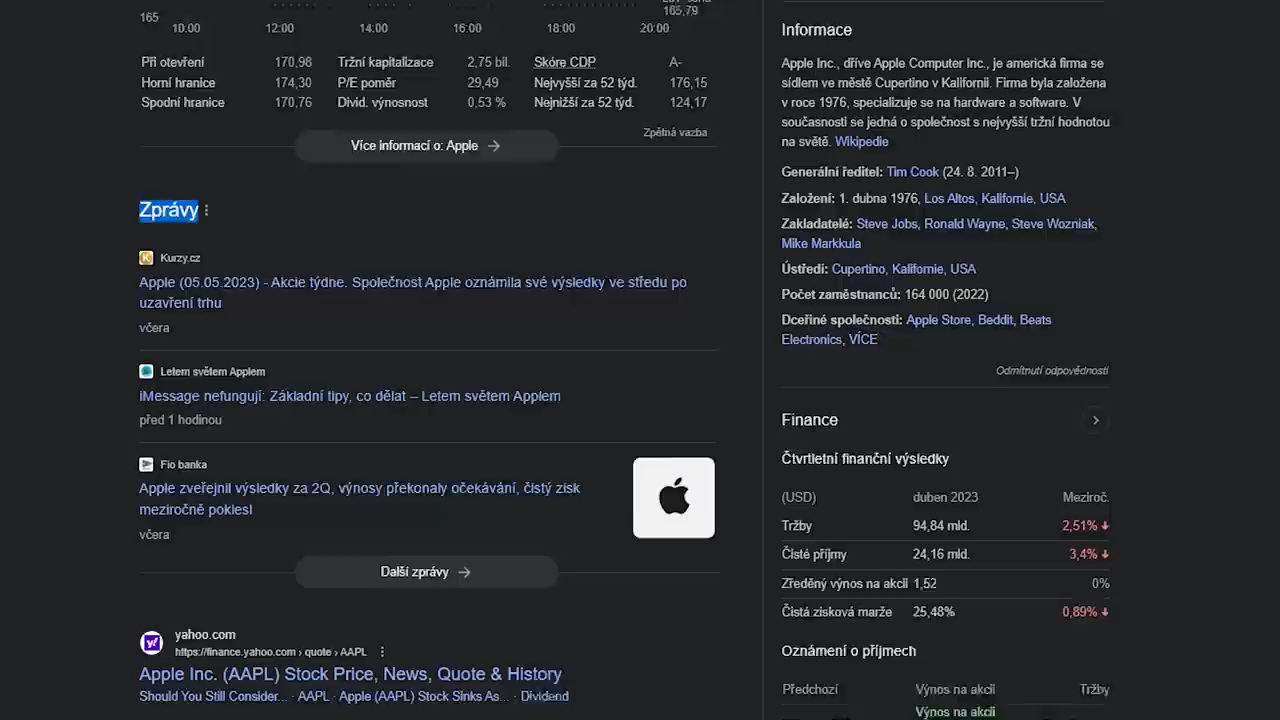 165
165,79
10:00 12:00 14:00 16:00 18:00 20:00
Při otevření 170,98 Tržní kapitalizace 2,75 bil. Skóre CDP A-
Horní hranice 174,30 P/E poměr 29,49 Nejvyšší za 52 týd. 176,15
Spodní hranice 170,76 Divid. výnosnost 0,53 % Nejnižší za 52 týd. 124,17
Zpětná vazba
Více informací o: Apple →
Zprávy
Kurzy.cz
Apple (05.05.2023) - Akcie týdne. Společnost Apple oznámila své výsledky ve středu po
uzavření trhu
včera
Letem světem Applem
iMessage nefungují: Základní tipy, co dělat – Letem světem Applem
před 1 hodinou
Fio banka
Apple zveřejnil výsledky za 2Q, výnosy překonaly očekávání, čistý zisk
meziročně poklesl
včera
Další zprávy →
yahoo.com
https://finance.yahoo.com › quote › AAPL
Apple Inc. (AAPL) Stock Price, News, Quote & History
Should You Still Consider... · AAPL · Apple (AAPL) Stock Sinks As... · Dividend
Informace
Apple Inc., dříve Apple Computer Inc., je americká firma se
sídlem ve městě Cupertino v Kalifornii. Firma byla založena
v roce 1976, specializuje se na hardware a software. V
současnosti se jedná o společnost s nejvyšší tržní hodnotou
na světě. Wikipedie
Generální ředitel: Tim Cook (24. 8. 2011–)
Založení: 1. dubna 1976, Los Altos, Kalifornie, USA
Zakladatelé: Steve Jobs, Ronald Wayne, Steve Wozniak,
Mike Markkula
Ústředí: Cupertino, Kalifornie, USA
Počet zaměstnanců: 164 000 (2022)
Dceřiné společnosti: Apple Store, Beddit, Beats
Electronics, VÍCE
Odmítnutí odpovědnosti
Finance
Čtvrtletní finanční výsledky
(USD) duben 2023 Meziroč.
Tržby 94,84 mld. 2,51% ↓
Čisté příjmy 24,16 mld. 3,4% ↓
Zředěný výnos na akcii 1,52 0%
Čistá zisková marže 25,48% 0,89% ↓
Oznámení o příjmech
Předchozí Výnos na akcii Tržby
Výnos na akcii